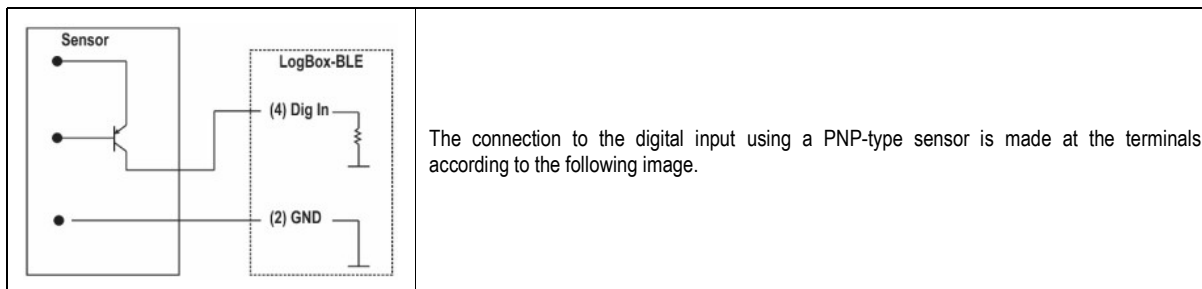 Sensor
LogBox-BLE
(4) Dig In
(2) GND
The connection to the digital input using a PNP-type sensor is made at the terminals
according to the following image.